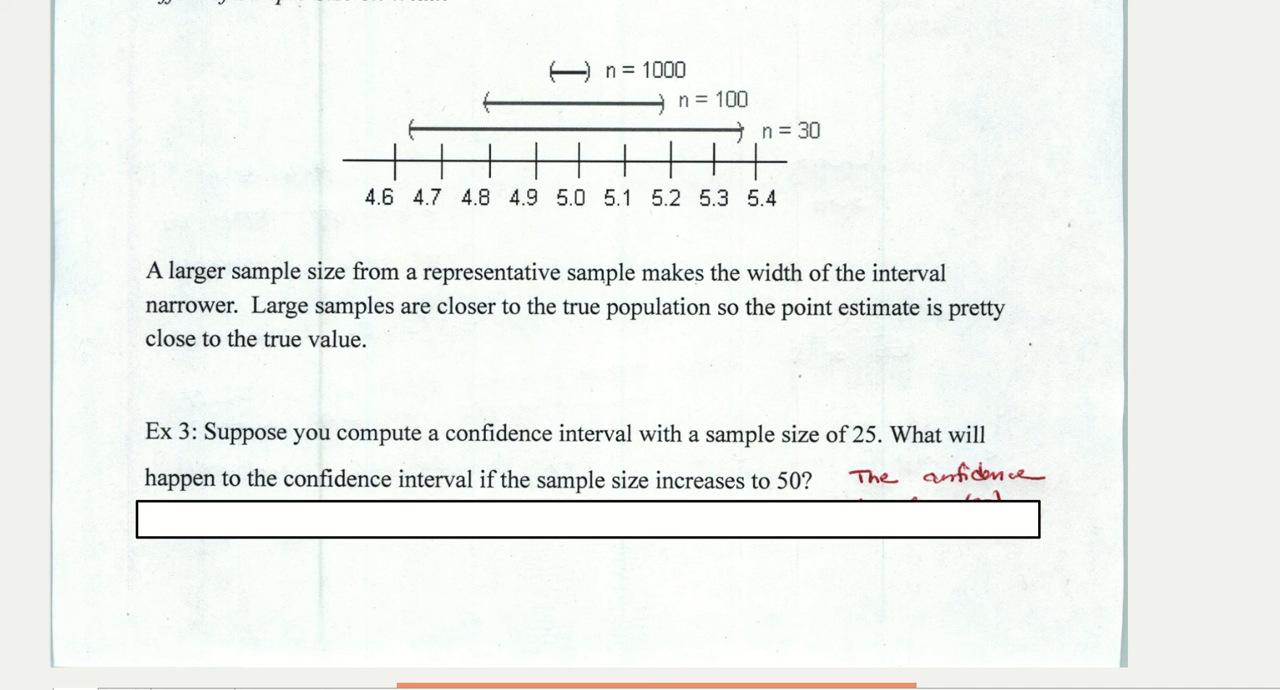 n = 1000
n = 100
n = 30
4.6 4.7 4.8 4.9 5.0 5.1 5.2 5.3 5.4
A larger sample size from a representative sample makes the width of the interval
narrower. Large samples are closer to the true population so the point estimate is pretty
close to the true value.
Ex 3: Suppose you compute a confidence interval with a sample size of 25. What will
happen to the confidence interval if the sample size increases to 50? The confidence